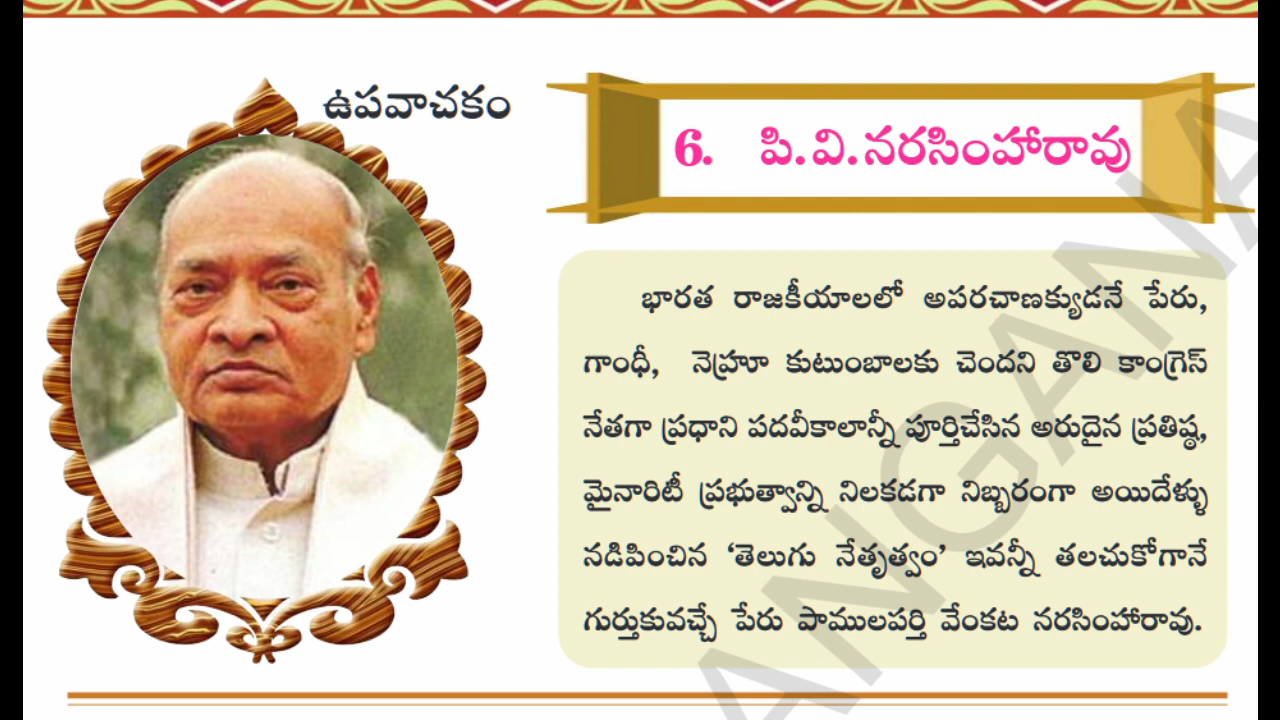 ఉపవాచకం
6. పి.వి.నరసింహారావు
భారత రాజకీయాలలో అపరచాణక్యుడనే పేరు,
గాంధీ, నెహ్రూ కుటుంబాలకు చెందని తొలి కాంగ్రెస్
నేతగా ప్రధాని పదవీకాలాన్నీ పూర్తిచేసిన అరుదైన ప్రతిష్ఠ,
మైనారిటీ ప్రభుత్వాన్ని నిలకడగా నిబ్బరంగా అయిదేళ్ళు
నడిపించిన ‘తెలుగు నేతృత్వం’ ఇవన్నీ తలచుకోగానే
గుర్తుకువచ్చే పేరు పాములపర్తి వేంకట నరసింహారావు.
ANGANA